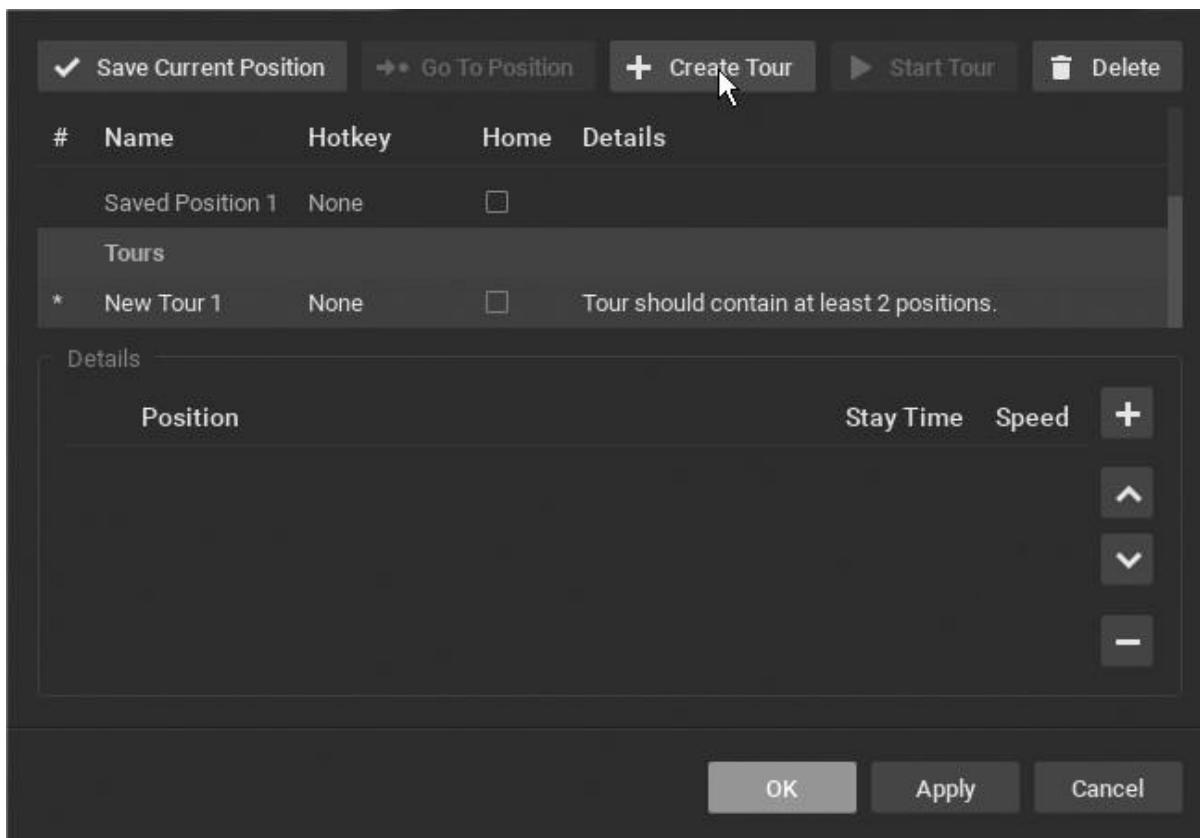 Save Current Position Go To Position Create Tour Start Tour Delete
# Name Hotkey Home Details
Saved Position 1 None
Tours
* New Tour 1 None Tour should contain at least 2 positions.
Details
Position Stay Time Speed
OK Apply Cancel